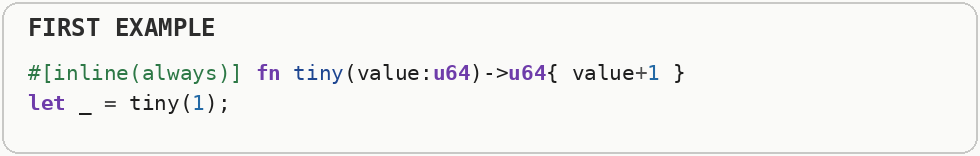 FIRST EXAMPLE
#[inline(always)] fn tiny(value:u64)->u64{ value+1 }
let _ = tiny(1);